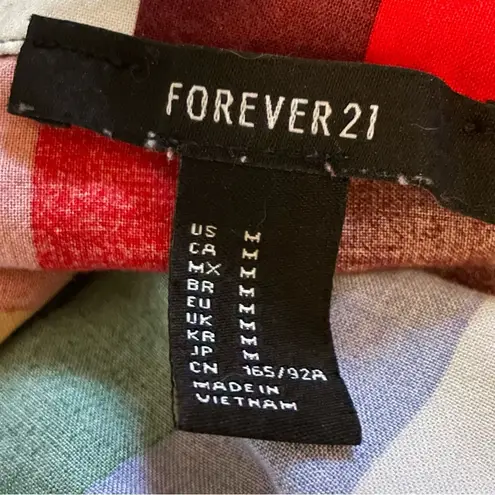 FOREVER 21
US M
CA M
MX M
BR M
EU M
UK M
KR M
JP M
CN 165/92A
MADE IN
VIETNAM